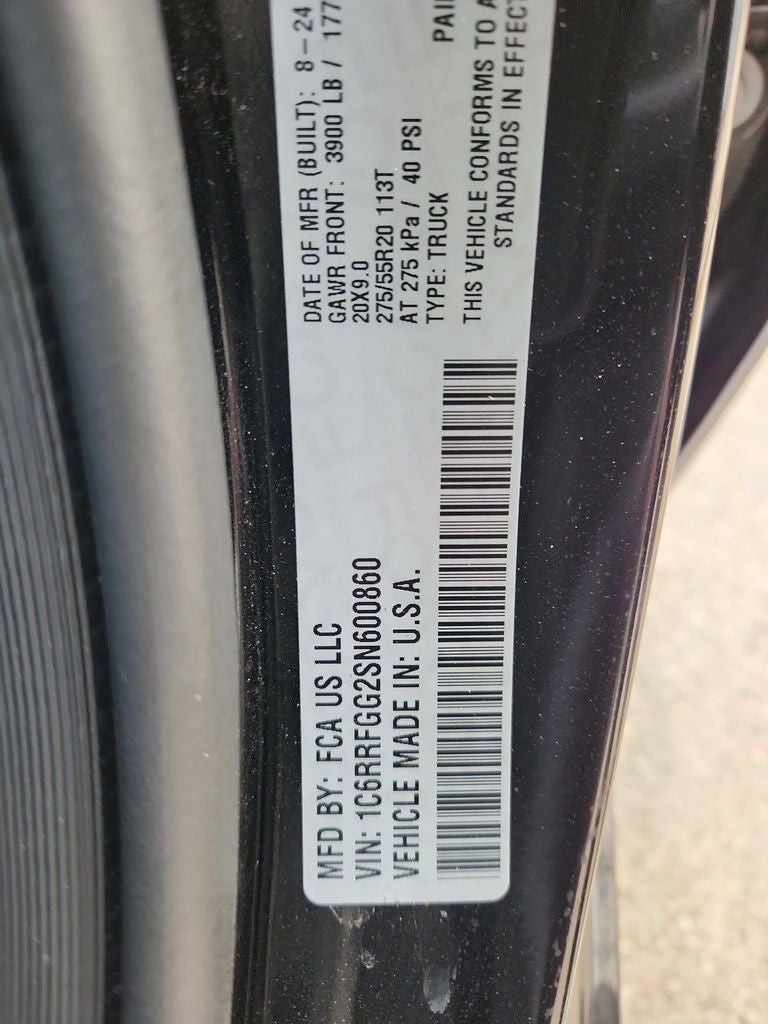 MFD BY: FCA US LLC
VIN: 1C6RRFGG2SN600860
VEHICLE MADE IN: U.S.A.
DATE OF MFR (BUILT): 8-24
GAWR FRONT: 3900 LB / 177
20X9.0
275/55R20 113T
AT 275 kPa / 40 PSI
TYPE: TRUCK
PAI
THIS VEHICLE CONFORMS TO A
STANDARDS IN EFFECT